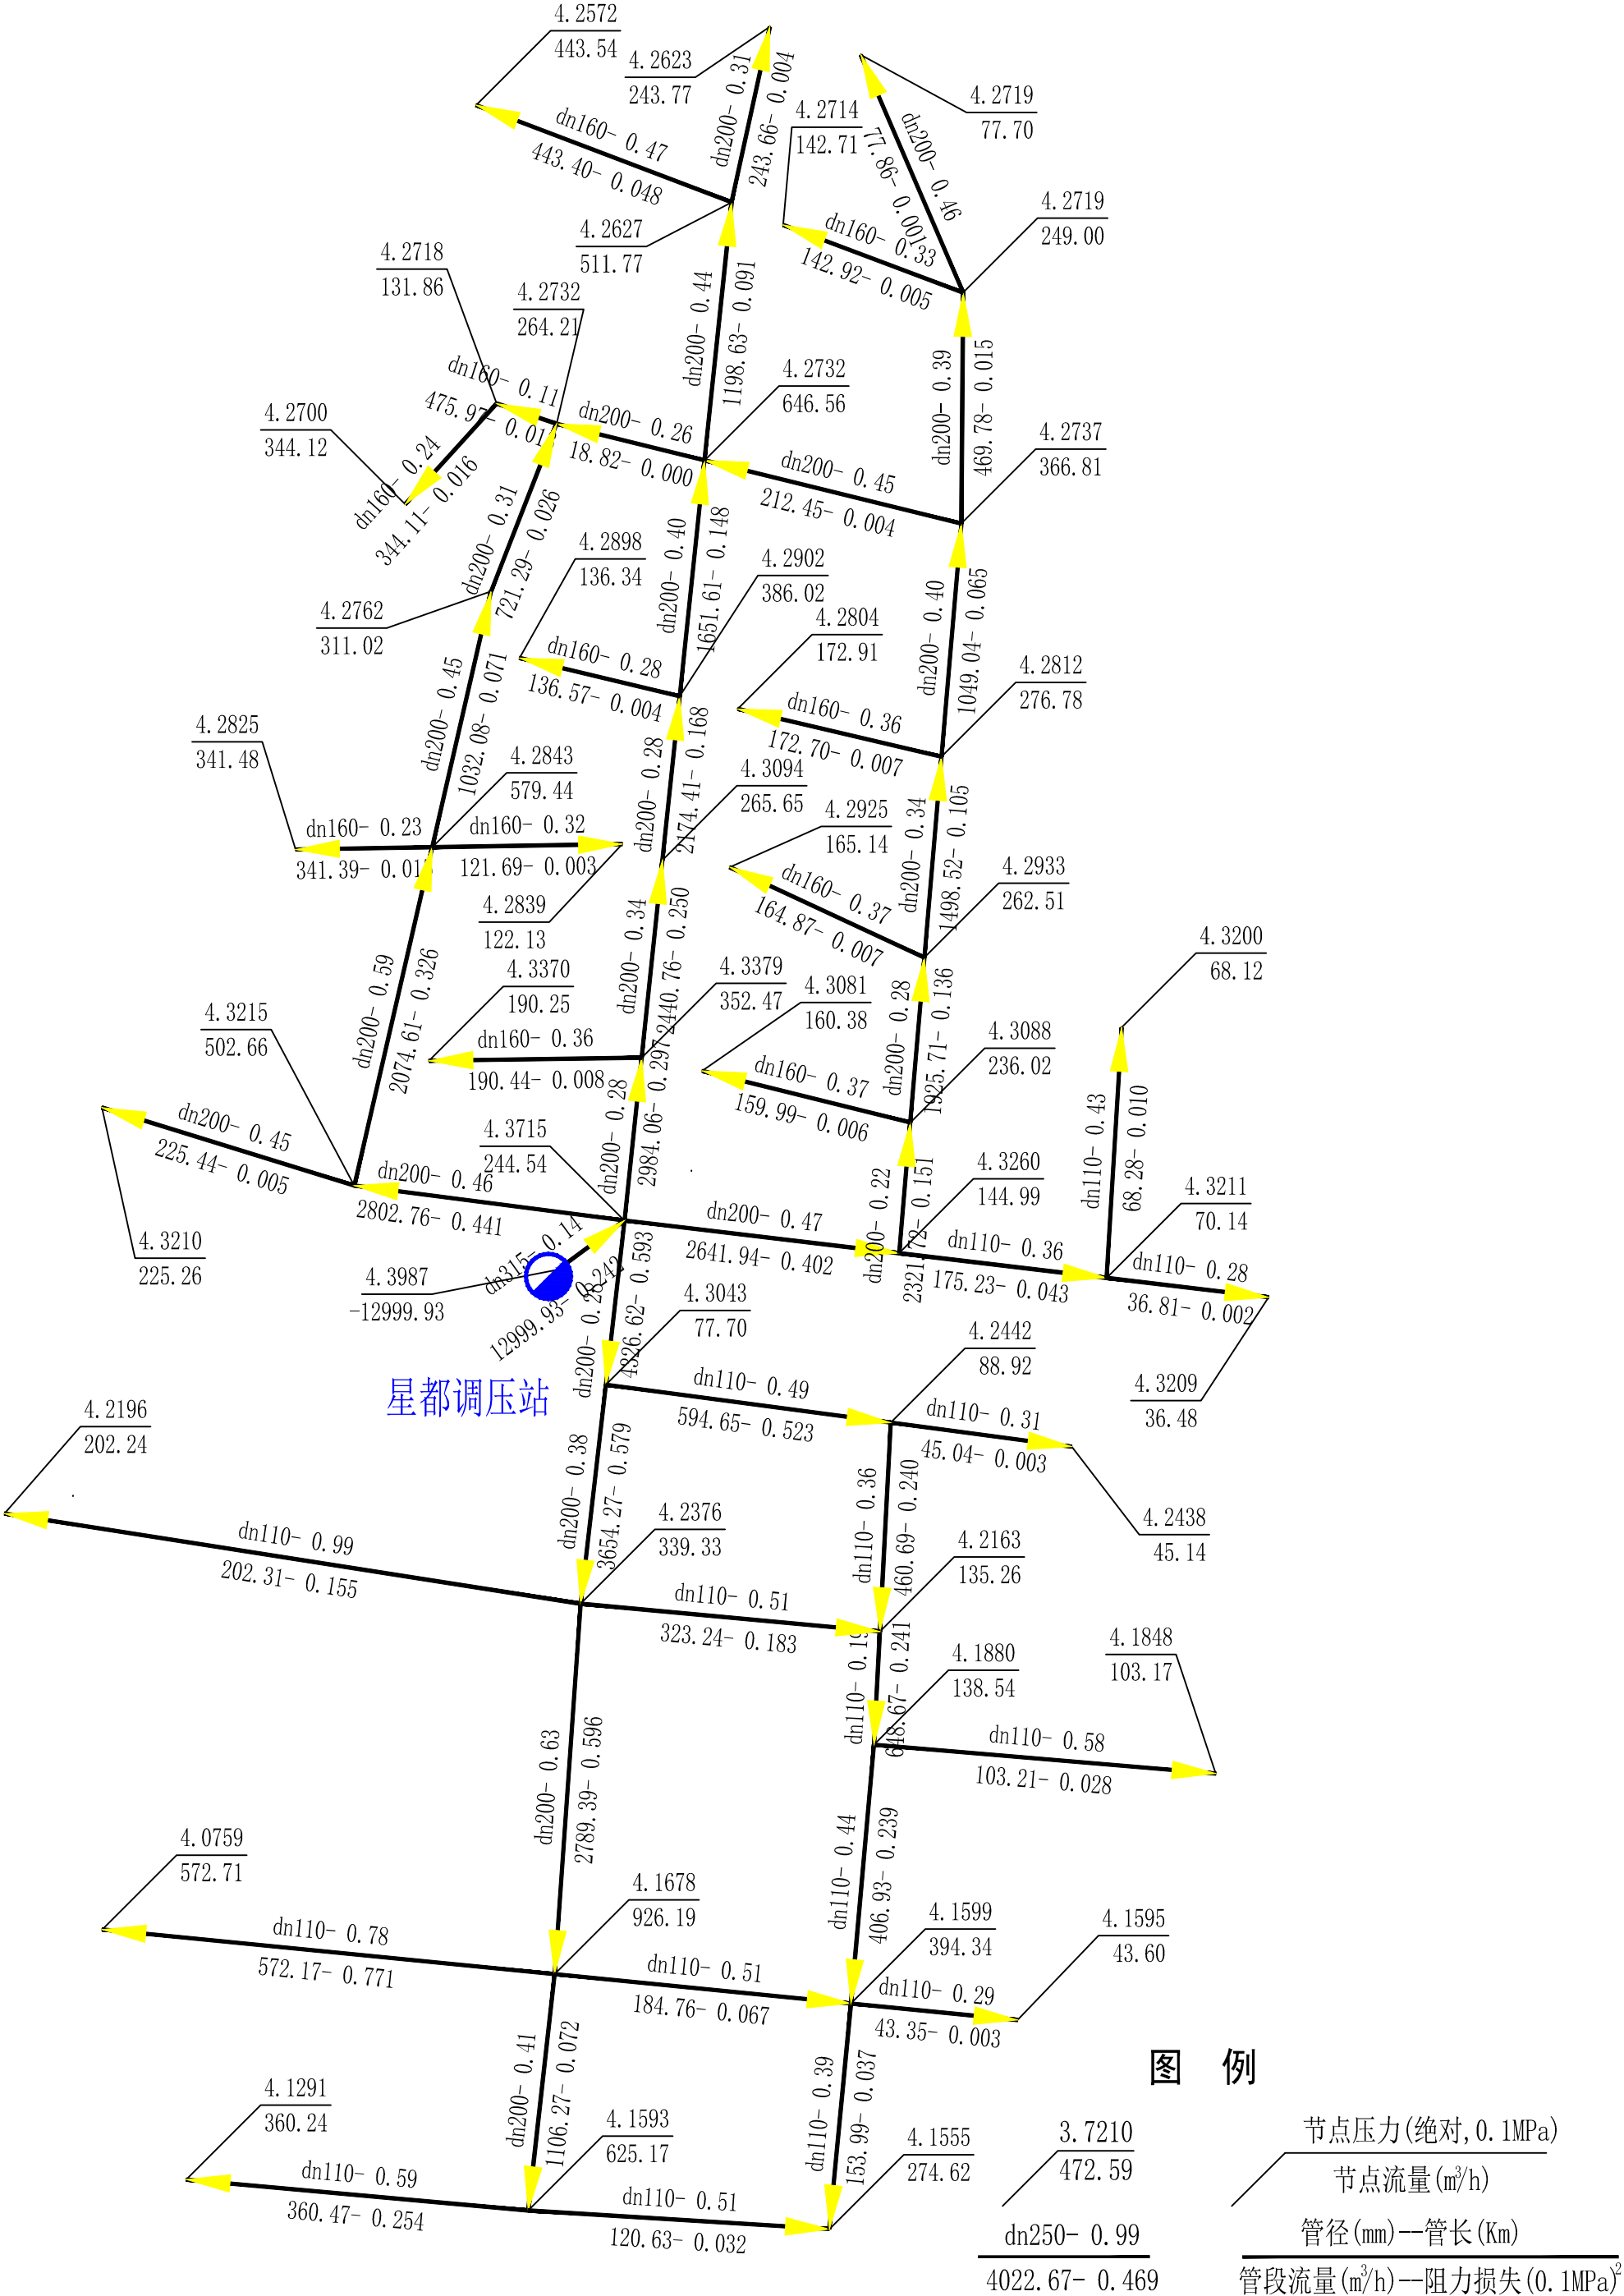 4.2572
443.54
4.2623
243.77
dn200- 0.31
243.66- 0.004
dn160- 0.47
443.40- 0.048
4.2719
77.70
4.2714
142.71
dn200- 0.46
77.86- 0.001
4.2719
249.00
4.2627
511.77
dn160- 0.33
142.92- 0.005
4.2718
131.86
4.2732
264.21
dn200- 0.44
1198.63- 0.091
dn200- 0.39
469.78- 0.015
dn160- 0.11
475.97- 0.01
4.2732
646.56
4.2700
344.12
dn200- 0.26
18.82- 0.000
4.2737
366.81
dn160- 0.24
344.11- 0.016
dn200- 0.45
212.45- 0.004
dn200- 0.31
721.29- 0.026
4.2898
136.34
dn200- 0.40
1651.61- 0.148
4.2902
386.02
4.2762
311.02
4.2804
172.91
dn200- 0.40
1049.04- 0.065
dn160- 0.28
136.57- 0.004
4.2812
276.78
dn200- 0.45
1032.08- 0.071
dn160- 0.36
172.70- 0.007
4.2825
341.48
4.2843
579.44
dn200- 0.28
2174.41- 0.168
4.3094
265.65
4.2925
165.14
dn200- 0.34
1498.52- 0.105
dn160- 0.23
341.39- 0.01
dn160- 0.32
121.69- 0.003
4.2933
262.51
4.2839
122.13
dn160- 0.37
164.87- 0.007
dn200- 0.34
2440.76- 0.250
4.3200
68.12
dn200- 0.59
2074.61- 0.326
4.3370
190.25
4.3379
352.47
4.3081
160.38
dn200- 0.28
1925.71- 0.136
4.3215
502.66
dn160- 0.36
190.44- 0.008
4.3088
236.02
dn160- 0.37
159.99- 0.006
dn200- 0.28
2984.06- 0.297
dn200- 0.45
225.44- 0.005
4.3715
244.54
4.3260
144.99
dn110- 0.43
68.28- 0.010
dn200- 0.46
2802.76- 0.441
dn200- 0.22
2321.72- 0.151
4.3211
70.14
dn200- 0.47
2641.94- 0.402
4.3210
225.26
dn110- 0.36
175.23- 0.043
dn110- 0.28
36.81- 0.002
4.3987
-12999.93
dn315- 0.14
12999.93- 0.242
dn200- 0.28
4326.62- 0.593
4.3043
77.70
4.2442
88.92
4.3209
36.48
星都调压站
dn110- 0.49
594.65- 0.523
4.2196
202.24
dn110- 0.31
45.04- 0.003
dn200- 0.38
3654.27- 0.579
dn110- 0.36
460.69- 0.240
4.2438
45.14
4.2376
339.33
dn110- 0.99
202.31- 0.155
4.2163
135.26
dn110- 0.51
323.24- 0.183
dn110- 0.19
648.67- 0.241
4.1880
138.54
4.1848
103.17
dn110- 0.58
103.21- 0.028
dn200- 0.63
2789.39- 0.596
4.0759
572.71
dn110- 0.44
406.93- 0.239
4.1678
926.19
4.1599
394.34
4.1595
43.60
dn110- 0.78
572.17- 0.771
dn110- 0.51
184.76- 0.067
dn110- 0.29
43.35- 0.003
dn200- 0.41
1106.27- 0.072
dn110- 0.39
153.99- 0.037
4.1291
360.24
4.1593
625.17
4.1555
274.62
dn110- 0.59
360.47- 0.254
dn110- 0.51
120.63- 0.032
图 例
3.7210
472.59
节点压力(绝对,0.1MPa)
节点流量(m³/h)
dn250- 0.99
4022.67- 0.469
管径(mm)--管长(Km)
管段流量(m³/h)--阻力损失(0.1MPa)²